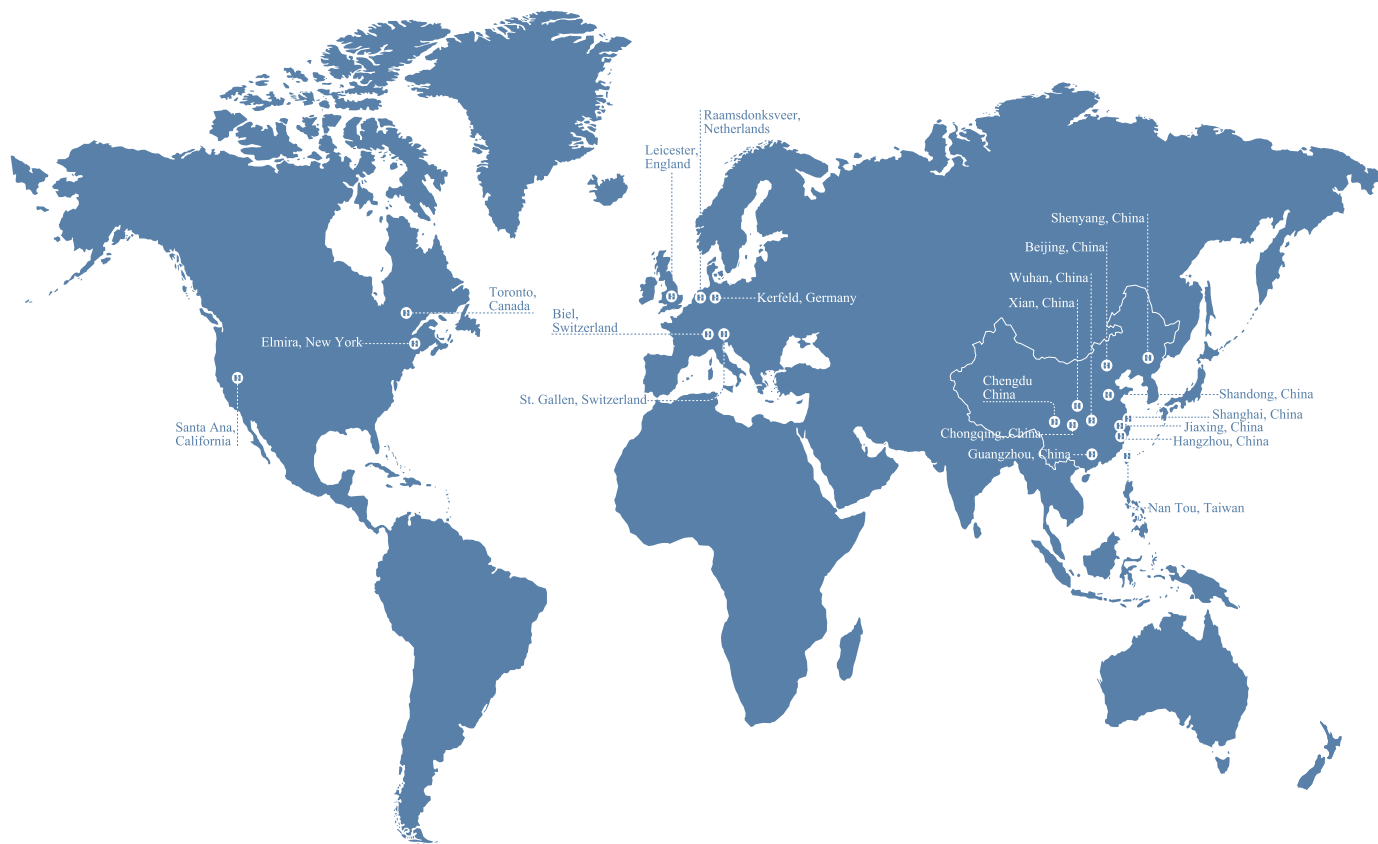 Raamsdonksveer,
Netherlands
Leicester,
England
Shenyang, China
Beijing, China
Wuhan, China
Xian, China
Toronto,
Canada
Kerfeld, Germany
Biel,
Switzerland
Elmira, New York
Chengdu
China
Shandong, China
St. Gallen, Switzerland
Shanghai, China
Santa Ana,
California
Jiaxing, China
Chongqing, China
Hangzhou, China
Guangzhou, China
Nan Tou, Taiwan